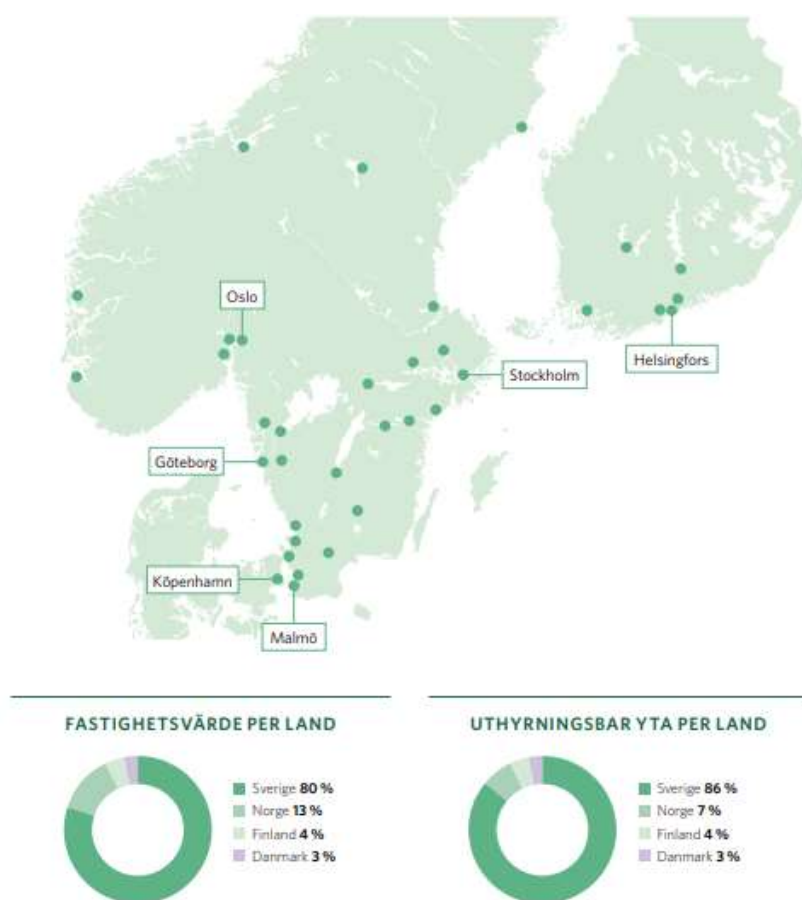 Oslo
Helsingfors
Stockholm
Göteborg
Köpenhamn
Malmö
FASTIGHETSVÄRDE PER LAND
Sverige 80 %
Norge 13 %
Finland 4 %
Danmark 3 %
UTHYRNINGSBAR YTA PER LAND
Sverige 86 %
Norge 7 %
Finland 4 %
Danmark 3 %